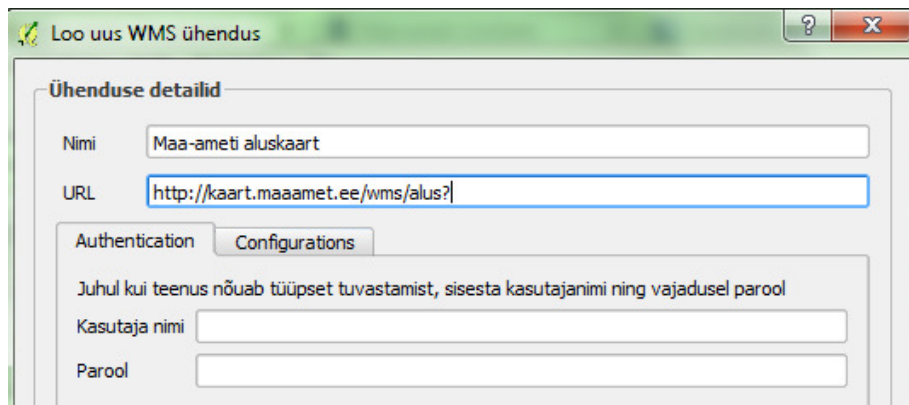 Loo uus WMS ühendus
Ühenduse detailid
Nimi Maa-ameti aluskaart
URL http://kaart.maaamet.ee/wms/alus?
Authentication Configurations
Juhul kui teenus nõuab tüüpset tuvastamist, sisesta kasutajanimi ning vajadusel parool
Kasutaja nimi
Parool